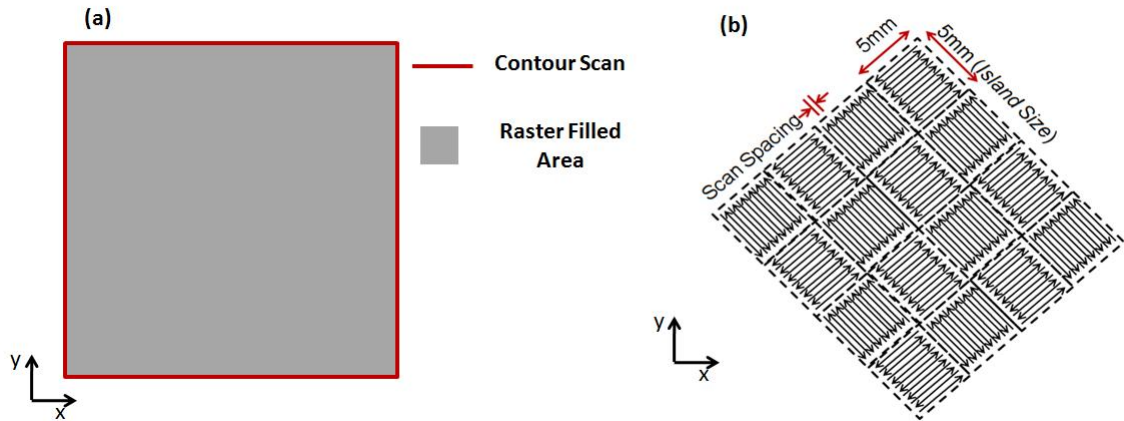 (a)
Contour Scan
Raster Filled
Area
y
x
(b)
5mm
5mm (Island Size)
Scan Spacing
y
x